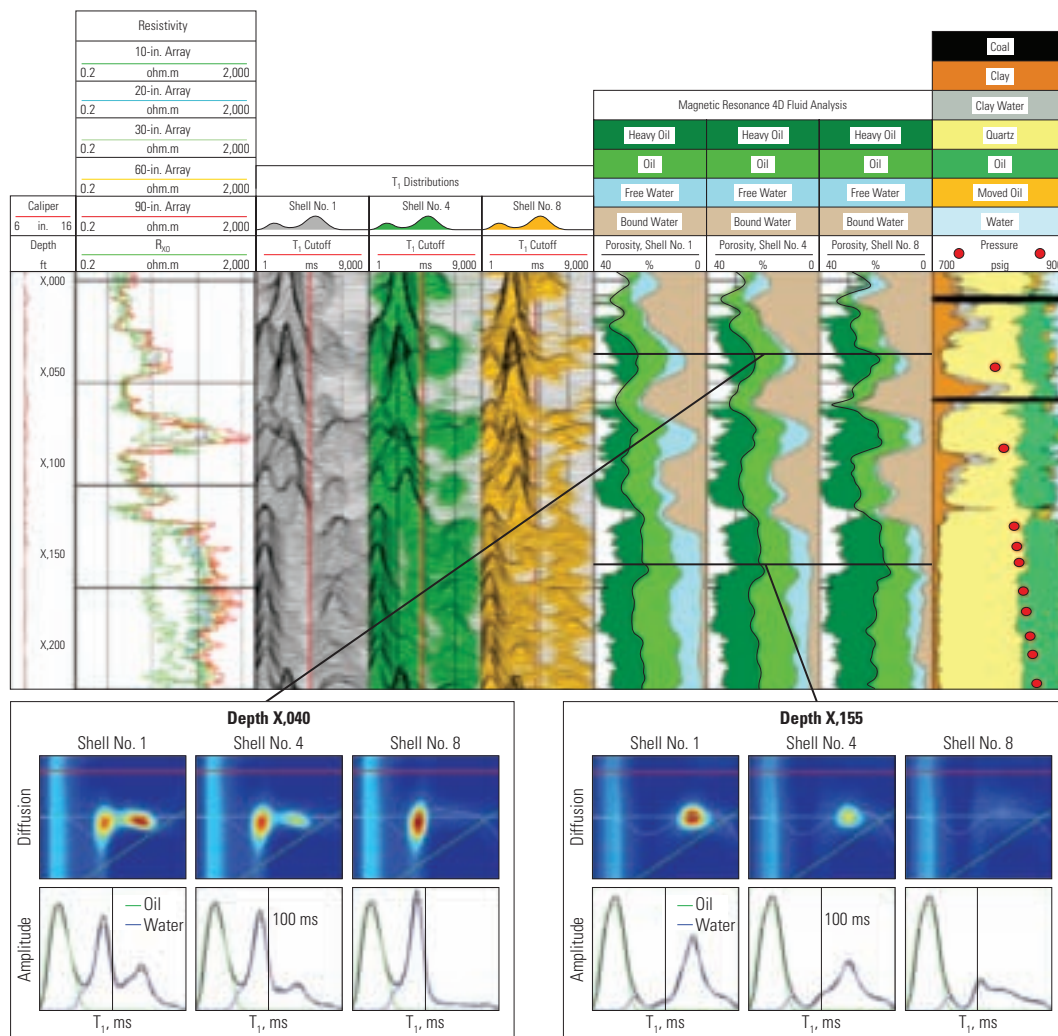 Resistivity
10-in. Array
0.2 ohm.m 2,000
20-in. Array
0.2 ohm.m 2,000
30-in. Array
0.2 ohm.m 2,000
60-in. Array
0.2 ohm.m 2,000
90-in. Array
0.2 ohm.m 2,000
RXO
0.2 ohm.m 2,000
Caliper
6 in. 16
Depth
ft
T1 Distributions
Shell No. 1 Shell No. 4 Shell No. 8
T1 Cutoff T1 Cutoff T1 Cutoff
1 ms 9,000 1 ms 9,000 1 ms 9,000
Magnetic Resonance 4D Fluid Analysis
Heavy Oil Heavy Oil Heavy Oil
Oil Oil Oil
Free Water Free Water Free Water
Bound Water Bound Water Bound Water
Porosity, Shell No. 1 Porosity, Shell No. 4 Porosity, Shell No. 8
40 % 0 40 % 0 40 % 0
Coal
Clay
Clay Water
Quartz
Oil
Moved Oil
Water
Pressure
700 psig
X,000
X,050
X,100
X,150
X,200
Depth X,040
Shell No. 1 Shell No. 4 Shell No. 8
Diffusion
Amplitude
Oil
Water
100 ms
T1, ms T1, ms T1, ms
Depth X,155
Shell No. 1 Shell No. 4 Shell No. 8
Diffusion
Amplitude
Oil
Water
100 ms
T1, ms T1, ms T1, ms